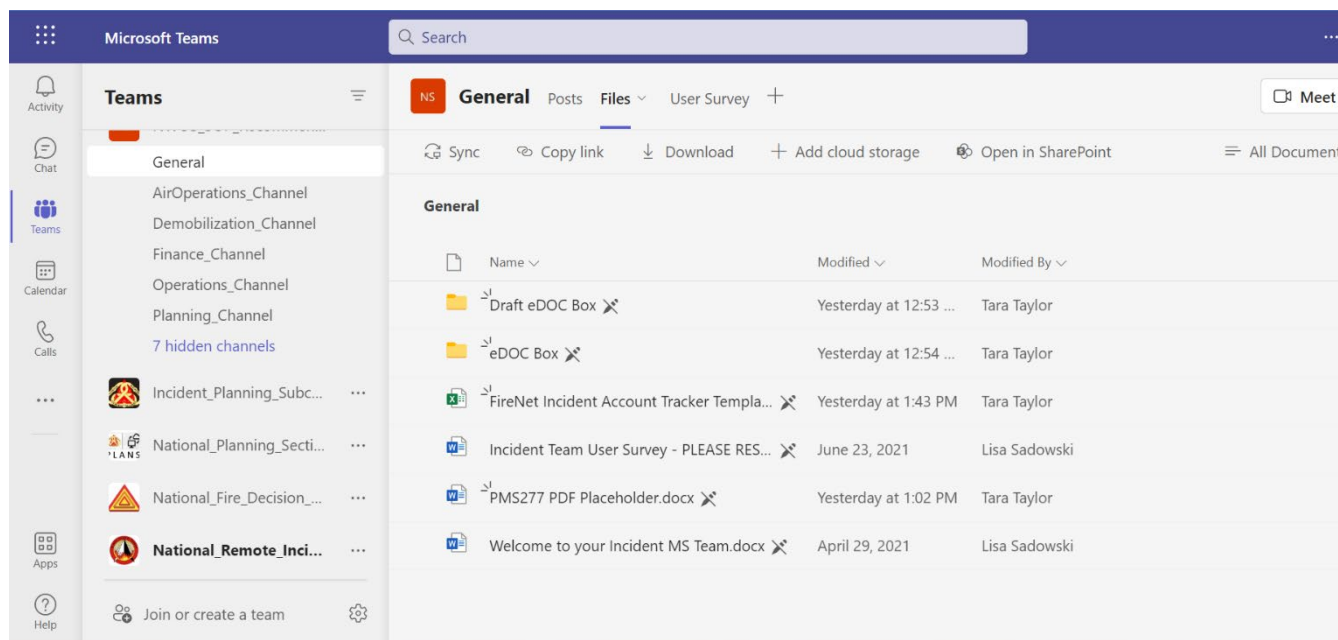 Microsoft Teams
Search
Activity
Chat
Teams
Calendar
Calls
Apps
Help
Teams
General
AirOperations_Channel
Demobilization_Channel
Finance_Channel
Operations_Channel
Planning_Channel
7 hidden channels
Incident_Planning_Subc...
PLANS
National_Planning_Secti...
National_Fire_Decision_...
National_Remote_Inci...
Join or create a team
NS General Posts Files User Survey
Meet
Sync Copy link Download Add cloud storage Open in SharePoint All Document
General
Name Modified Modified By
Draft eDOC Box Yesterday at 12:53 ... Tara Taylor
eDOC Box Yesterday at 12:54 ... Tara Taylor
FireNet Incident Account Tracker Templa... Yesterday at 1:43 PM Tara Taylor
Incident Team User Survey - PLEASE RES... June 23, 2021 Lisa Sadowski
PMS277 PDF Placeholder.docx Yesterday at 1:02 PM Tara Taylor
Welcome to your Incident MS Team.docx April 29, 2021 Lisa Sadowski